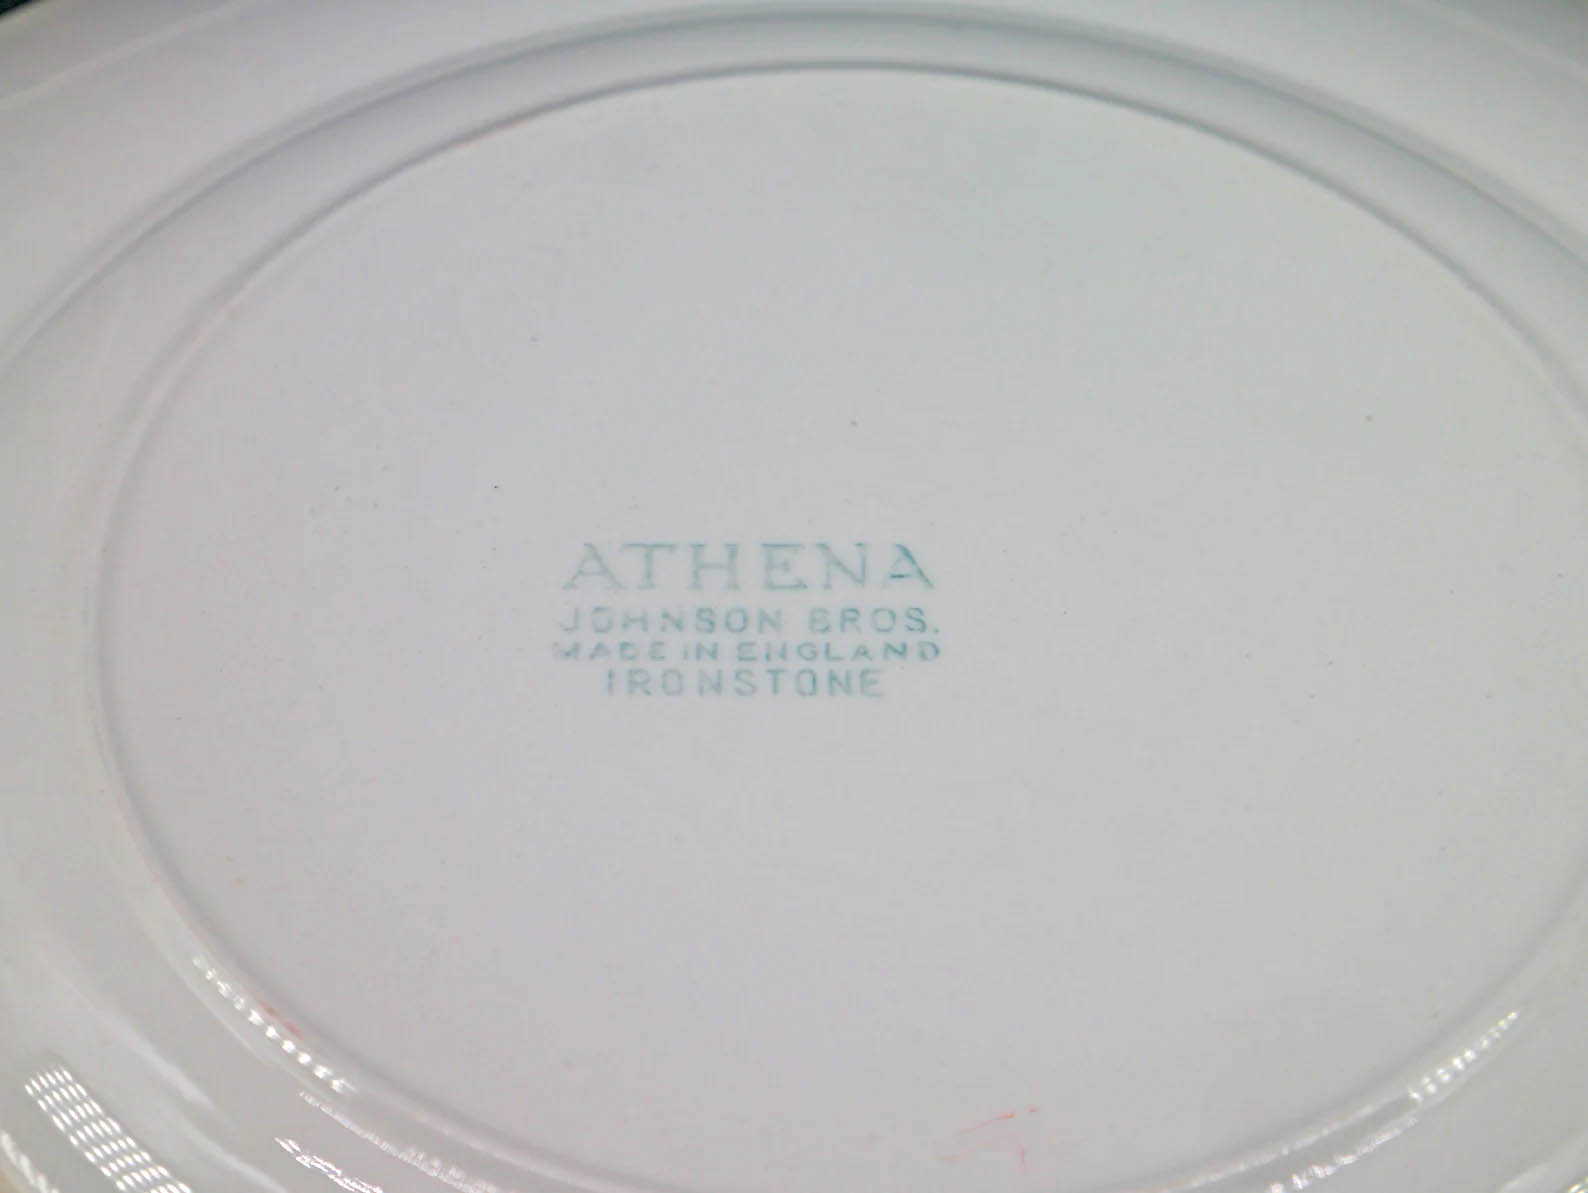 ATHENA
JOHNSON BROS.
MADE IN ENGLAND
IRONSTONE